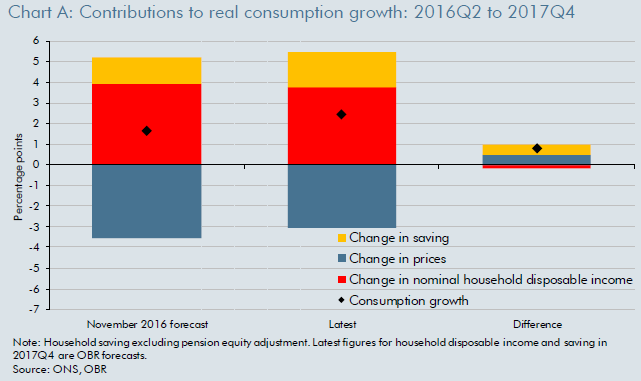 Chart A: Contributions to real consumption growth: 2016Q2 to 2017Q4
6
5
4
3
2
1
0
-1
-2
-3
-4
-5
-6
-7
Percentage points
Change in saving
Change in prices
Change in nominal household disposable income
Consumption growth
November 2016 forecast
Latest
Difference
Note: Household saving excluding pension equity adjustment. Latest figures for household disposable income and saving in
2017Q4 are OBR forecasts.
Source: ONS, OBR